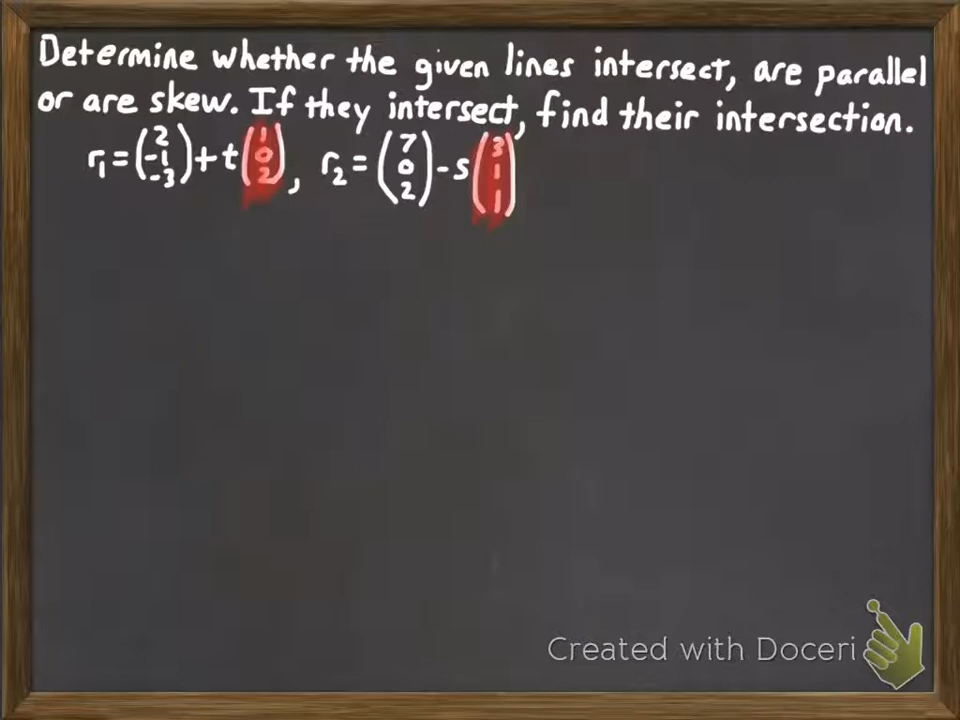 Determine whether the given lines intersect, are parallel
or are skew. If they intersect, find their intersection.
r₁ = (2 -1 -3) + t (1 0 2), r₂ = (7 0 2) - s (3 1 1)
Created with Doceri